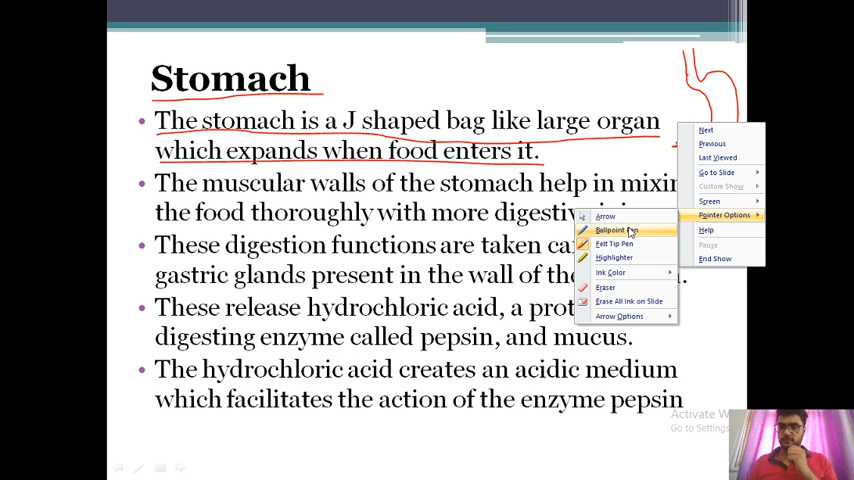 Stomach
• The stomach is a J shaped bag like large organ
which expands when food enters it.
• The muscular walls of the stomach help in mixin
the food thoroughly with more digestiv
• These digestion functions are taken ca
gastric glands present in the wall of the
• These release hydrochloric acid, a prot
digesting enzyme called pepsin, and mucus.
• The hydrochloric acid creates an acidic medium
which facilitates the action of the enzyme pepsin
Next
Previous
Last Viewed
Go to Slide
Custom Show
Screen
Pointer Options
Help
Pause
End Show
Arrow
Ballpoint Pen
Felt Tip Pen
Highlighter
Ink Color
Eraser
Erase All Ink on Slide
Arrow Options
Activate W
Go to Settings